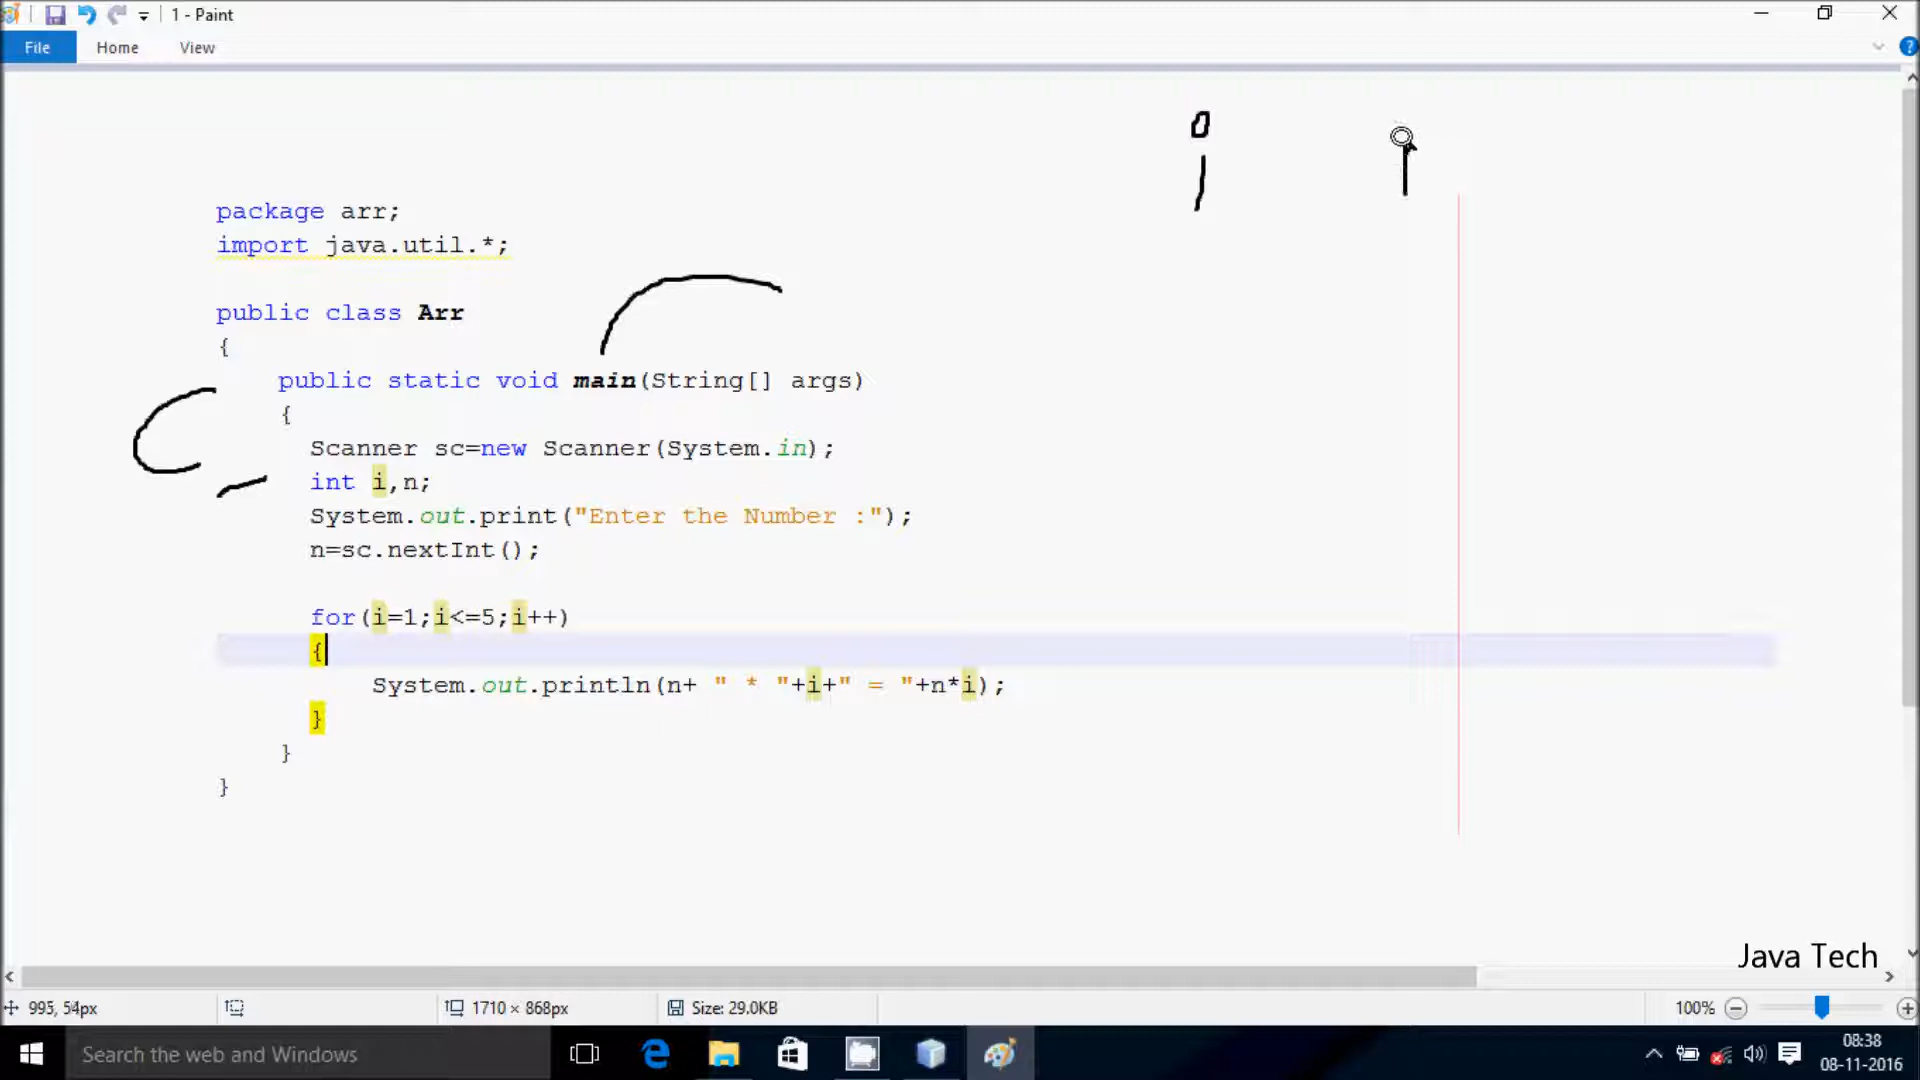 1 - Paint
File Home View
0
package arr;
import java.util.*;
public class Arr
{
public static void main(String[] args)
{
Scanner sc=new Scanner(System.in);
int i,n;
System.out.print("Enter the Number :");
n=sc.nextInt();
for(i=1;i<=5;i++)
{
System.out.println(n+ " * "+i+" = "+n*i);
}
}
}
Java Tech
995, 54px 1710 × 868px Size: 29.0KB 100%
Search the web and Windows
08:38
08-11-2016